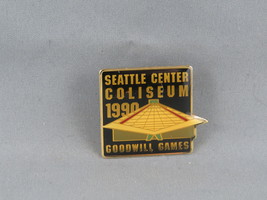 SEATTLE CENTER
COLISEUM
1990
GOODWILL GAMES